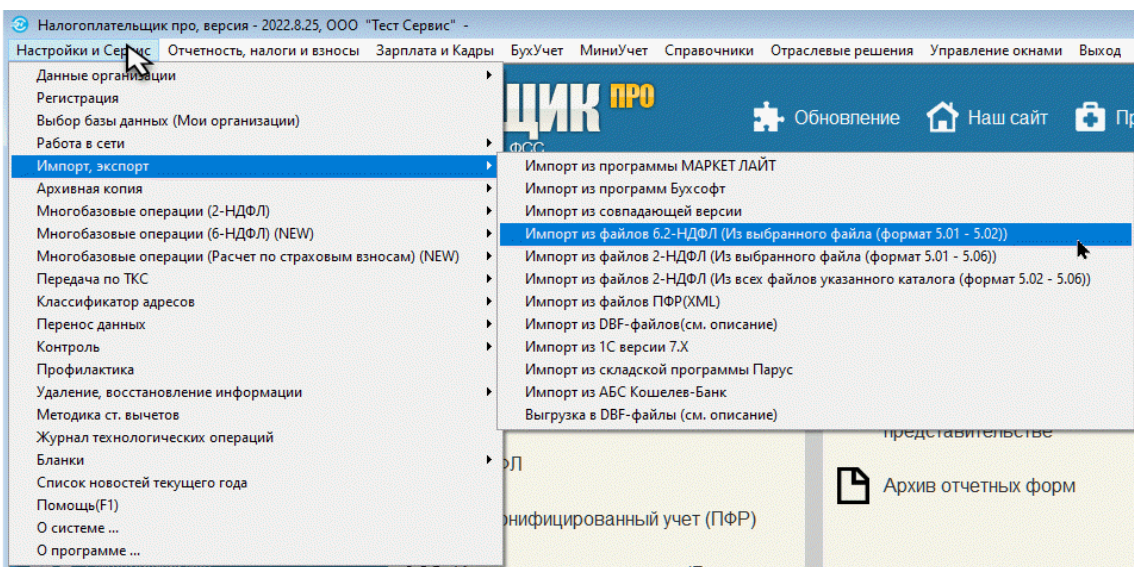 Налогоплательщик про, версия - 2022.8.25, ООО "Тест Сервис" -
Настройки и Сервис Отчетность, налоги и взносы Зарплата и Кадры БухУчет МиниУчет Справочники Отраслевые решения Управление окнами Выход
Данные организации
Регистрация
Выбор базы данных (Мои организации)
Работа в сети
Импорт, экспорт
Архивная копия
Многобазовые операции (2-НДФЛ)
Многобазовые операции (6-НДФЛ) (NEW)
Многобазовые операции (Расчет по страховым взносам) (NEW)
Передача по ТКС
Классификатор адресов
Перенос данных
Контроль
Профилактика
Удаление, восстановление информации
Методика ст. вычетов
Журнал технологических операций
Бланки
Список новостей текущего года
Помощь(F1)
О системе ...
О программе ...
ЩИК ПРО
ФСС
Обновление
Наш сайт
Импорт из программы МАРКЕТ ЛАЙТ
Импорт из программ Бухсофт
Импорт из совпадающей версии
Импорт из файлов 6.2-НДФЛ (Из выбранного файла (формат 5.01 - 5.02))
Импорт из файлов 2-НДФЛ (Из выбранного файла (формат 5.01 - 5.06))
Импорт из файлов 2-НДФЛ (Из всех файлов указанного каталога (формат 5.02 - 5.06))
Импорт из файлов ПФР(XML)
Импорт из DBF-файлов(см. описание)
Импорт из 1С версии 7.X
Импорт из складской программы Парус
Импорт из АБС Кошелев-Банк
Выгрузка в DBF-файлы (см. описание)
представительстве
Архив отчетных форм
ФЛ
онифицированный учет (ПФР)